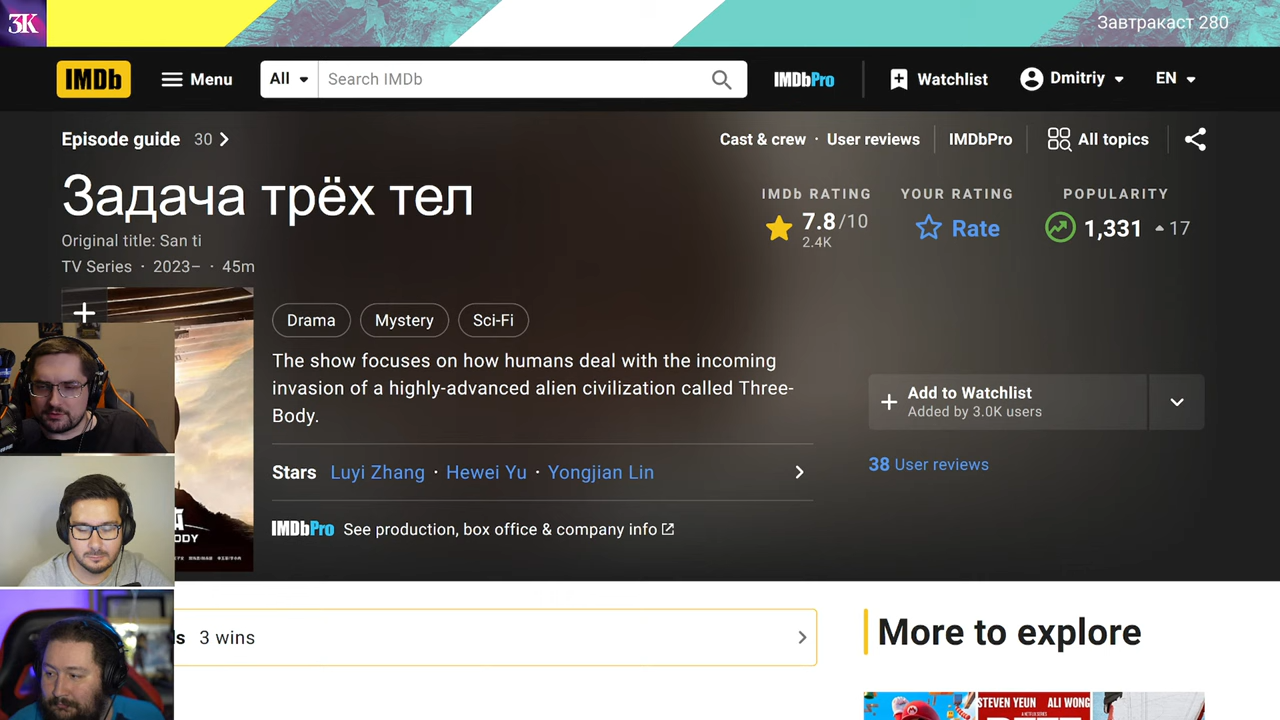 3K
Завтракаст 280
IMDb
Menu
All
Search IMDb
IMDbPro
Watchlist
Dmitriy
EN
Episode guide 30
Cast & crew · User reviews
IMDbPro
All topics
Задача трёх тел
IMDb RATING
YOUR RATING
POPULARITY
7.8/10
2.4K
Rate
1,331
17
Original title: San ti
TV Series · 2023– · 45m
Drama
Mystery
Sci-Fi
The show focuses on how humans deal with the incoming
invasion of a highly-advanced alien civilization called Three-
Body.
Add to Watchlist
Added by 3.0K users
Stars Luyi Zhang · Hewei Yu · Yongjian Lin
38 User reviews
IMDbPro See production, box office & company info
BODY
s 3 wins
More to explore
STEVEN YEUN ALI WONG